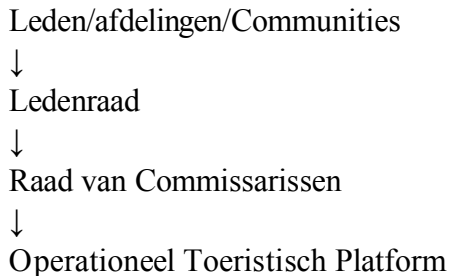 Leden/afdelingen/Communities
↓
Ledenraad
↓
Raad van Commissarissen
↓
Operationeel Toeristisch Platform